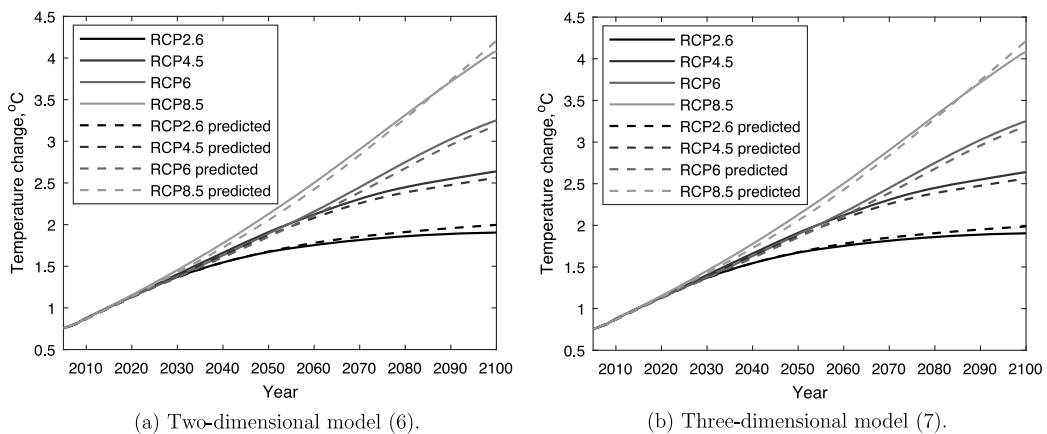 4.5
4
3.5
3
2.5
2
1.5
1
0.5
Temperature change, °C
RCP2.6
RCP4.5
RCP6
RCP8.5
RCP2.6 predicted
RCP4.5 predicted
RCP6 predicted
RCP8.5 predicted
2010 2020 2030 2040 2050 2060 2070 2080 2090 2100
Year
(a) Two-dimensional model (6).
4.5
4
3.5
3
2.5
2
1.5
1
0.5
Temperature change, °C
RCP2.6
RCP4.5
RCP6
RCP8.5
RCP2.6 predicted
RCP4.5 predicted
RCP6 predicted
RCP8.5 predicted
2010 2020 2030 2040 2050 2060 2070 2080 2090 2100
Year
(b) Three-dimensional model (7).